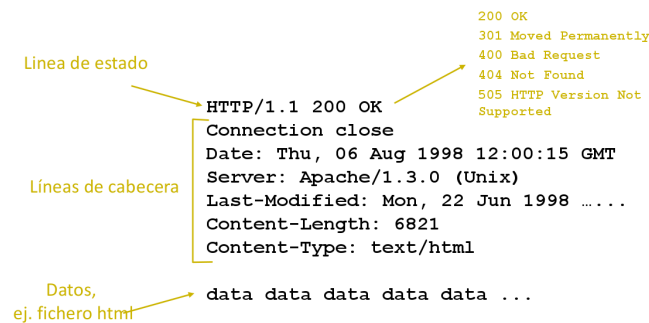 200 OK
301 Moved Permanently
400 Bad Request
404 Not Found
505 HTTP Version Not
Supported
Linea de estado
HTTP/1.1 200 OK
Connection close
Date: Thu, 06 Aug 1998 12:00:15 GMT
Server: Apache/1.3.0 (Unix)
Last-Modified: Mon, 22 Jun 1998 …...
Content-Length: 6821
Content-Type: text/html
Líneas de cabecera
Datos,
ej. fichero html
data data data data data ...